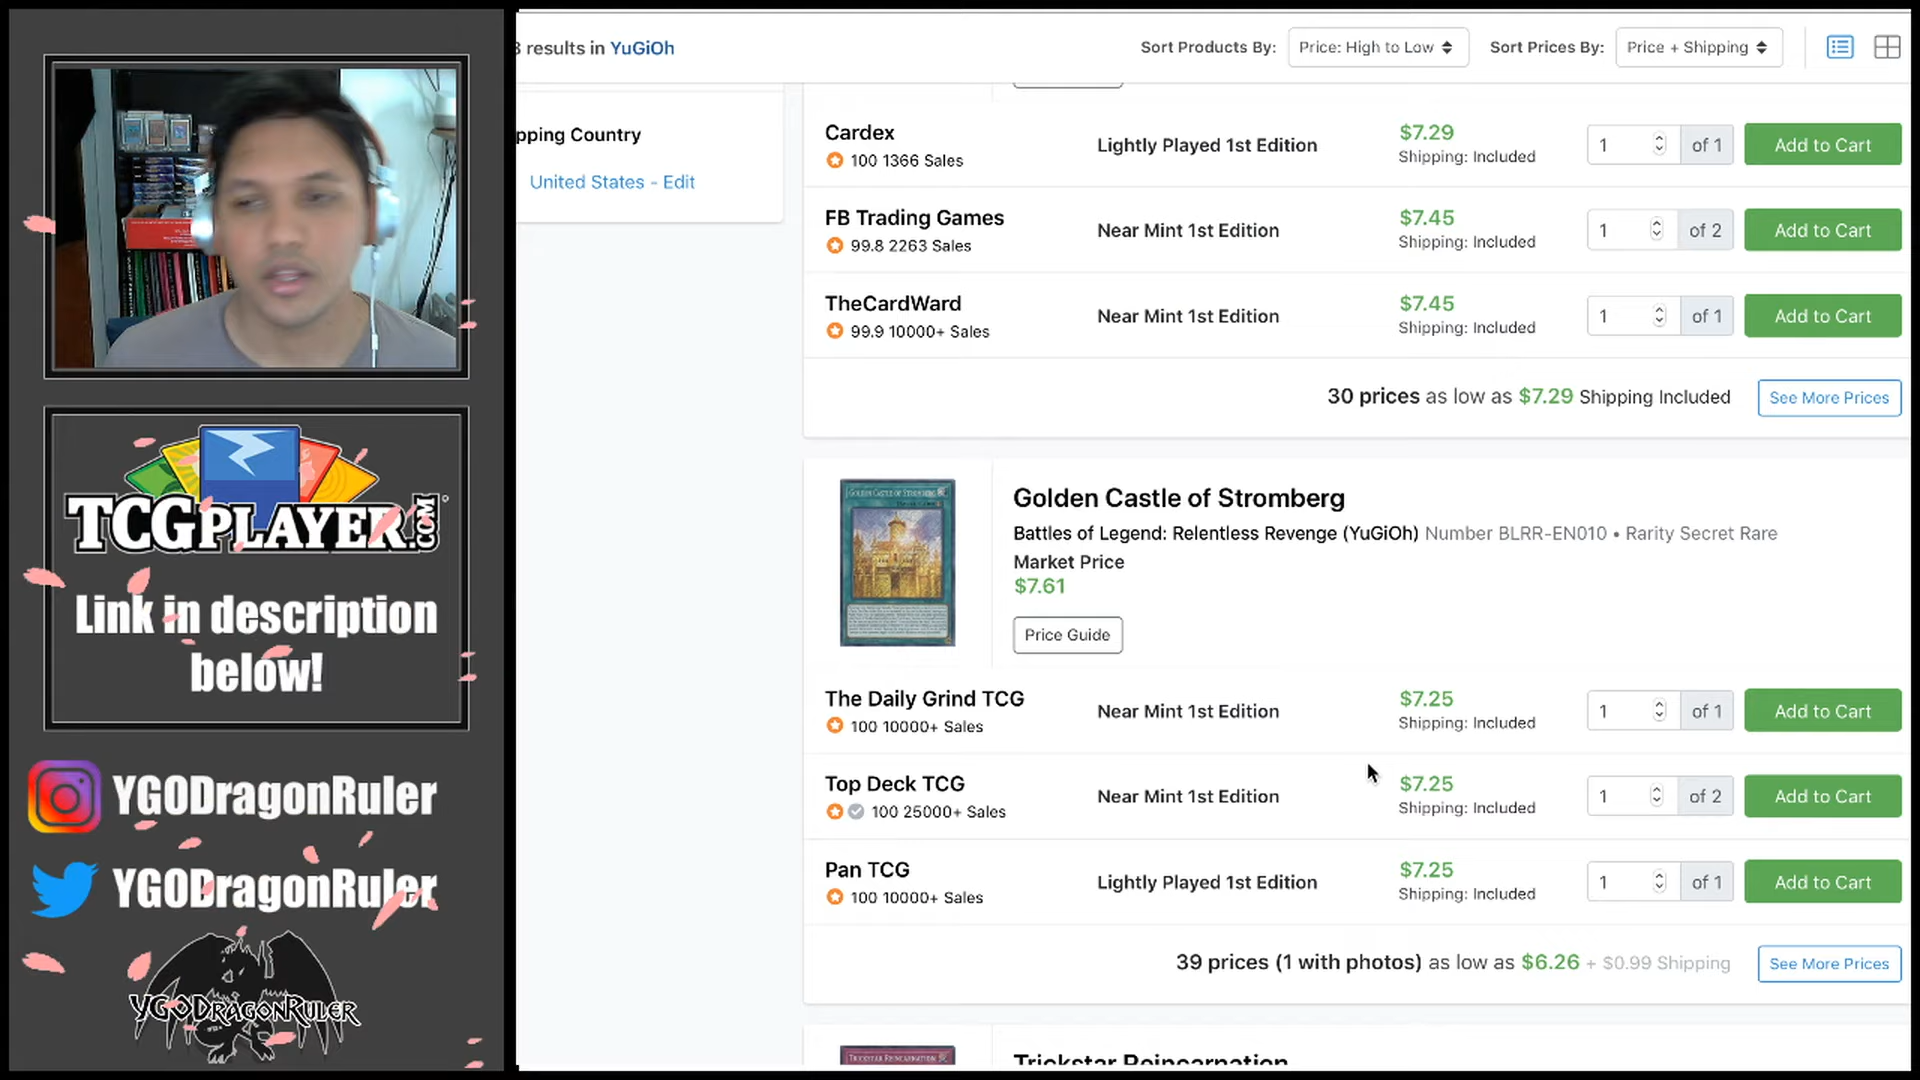 TCGPLAYER.COM
Link in description
below!
YGODragonRuler
YGODragonRuler
YGODRAGONRULER
results in YuGiOh
Sort Products By: Price: High to Low
Sort Prices By: Price + Shipping
pping Country
United States - Edit
Cardex
100 1366 Sales
Lightly Played 1st Edition
$7.29
Shipping: Included
1 of 1
Add to Cart
FB Trading Games
99.8 2263 Sales
Near Mint 1st Edition
$7.45
Shipping: Included
1 of 2
Add to Cart
TheCardWard
99.9 10000+ Sales
Near Mint 1st Edition
$7.45
Shipping: Included
1 of 1
Add to Cart
30 prices as low as $7.29 Shipping Included
See More Prices
GOLDEN CASTLE OF STROMBERG
Golden Castle of Stromberg
Battles of Legend: Relentless Revenge (YuGiOh) Number BLRR-EN010 • Rarity Secret Rare
Market Price
$7.61
Price Guide
The Daily Grind TCG
100 10000+ Sales
Near Mint 1st Edition
$7.25
Shipping: Included
1 of 1
Add to Cart
Top Deck TCG
100 25000+ Sales
Near Mint 1st Edition
$7.25
Shipping: Included
1 of 2
Add to Cart
Pan TCG
100 10000+ Sales
Lightly Played 1st Edition
$7.25
Shipping: Included
1 of 1
Add to Cart
39 prices (1 with photos) as low as $6.26 + $0.99 Shipping
See More Prices
TRICKSTAR REINCARNATION
Trickstar Reincarnation